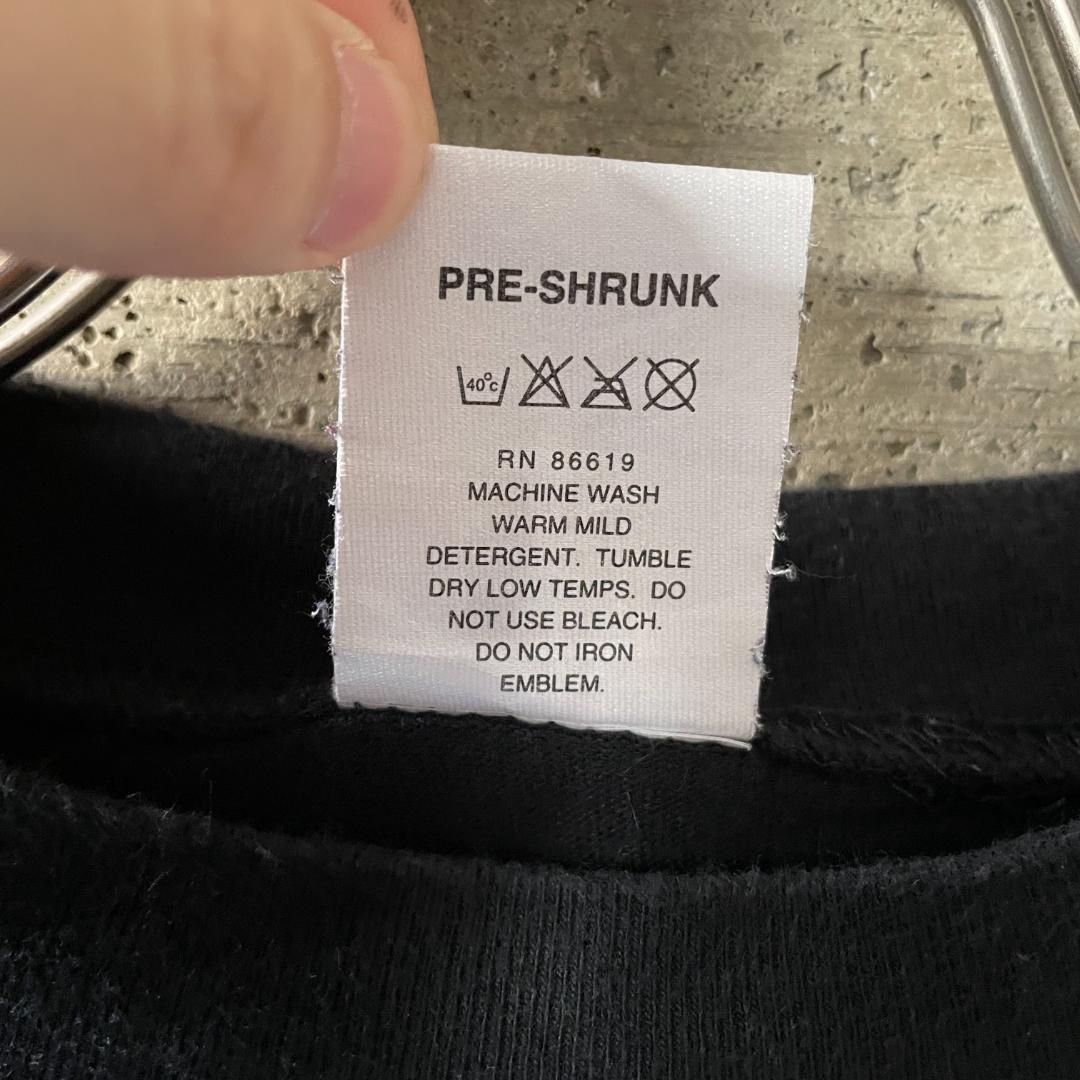 PRE-SHRUNK
40°c
RN 86619
MACHINE WASH
WARM MILD
DETERGENT. TUMBLE
DRY LOW TEMPS. DO
NOT USE BLEACH.
DO NOT IRON
EMBLEM.